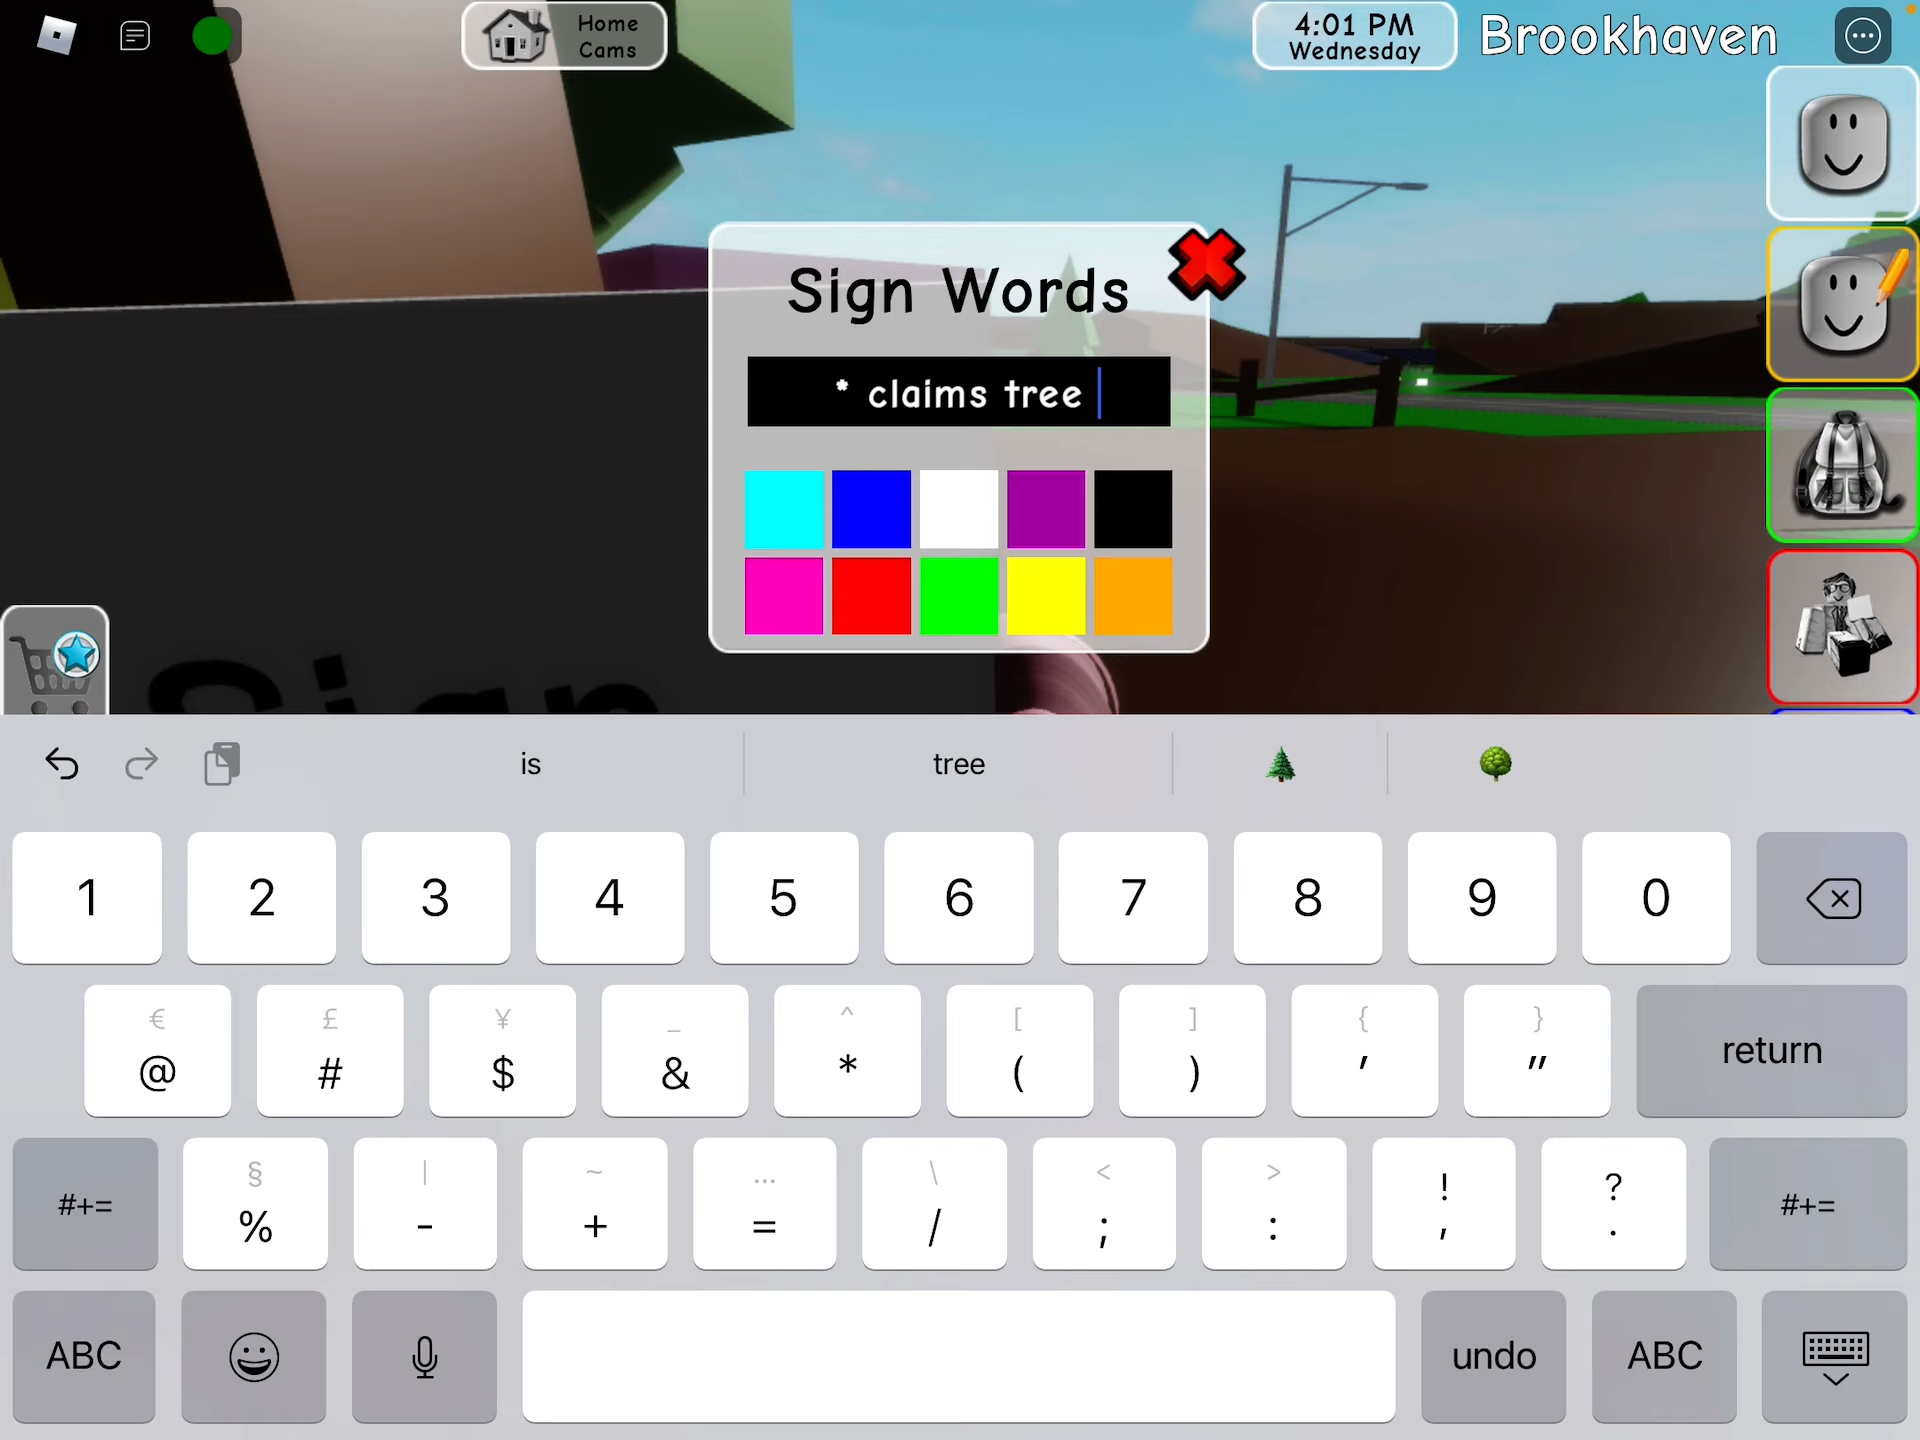 Home
Cams
4:01 PM
Wednesday
Brookhaven
Sign Words
* claims tree
Sign
is
tree
1 2 3 4 5 6 7 8 9 0
€ £ ¥ _ ^ [ ] { }
@ # $ & * ( ) ' "
return
#+=
§ | ~ … \ < > ! ?
% - + = / ; : , .
#+=
ABC
undo
ABC